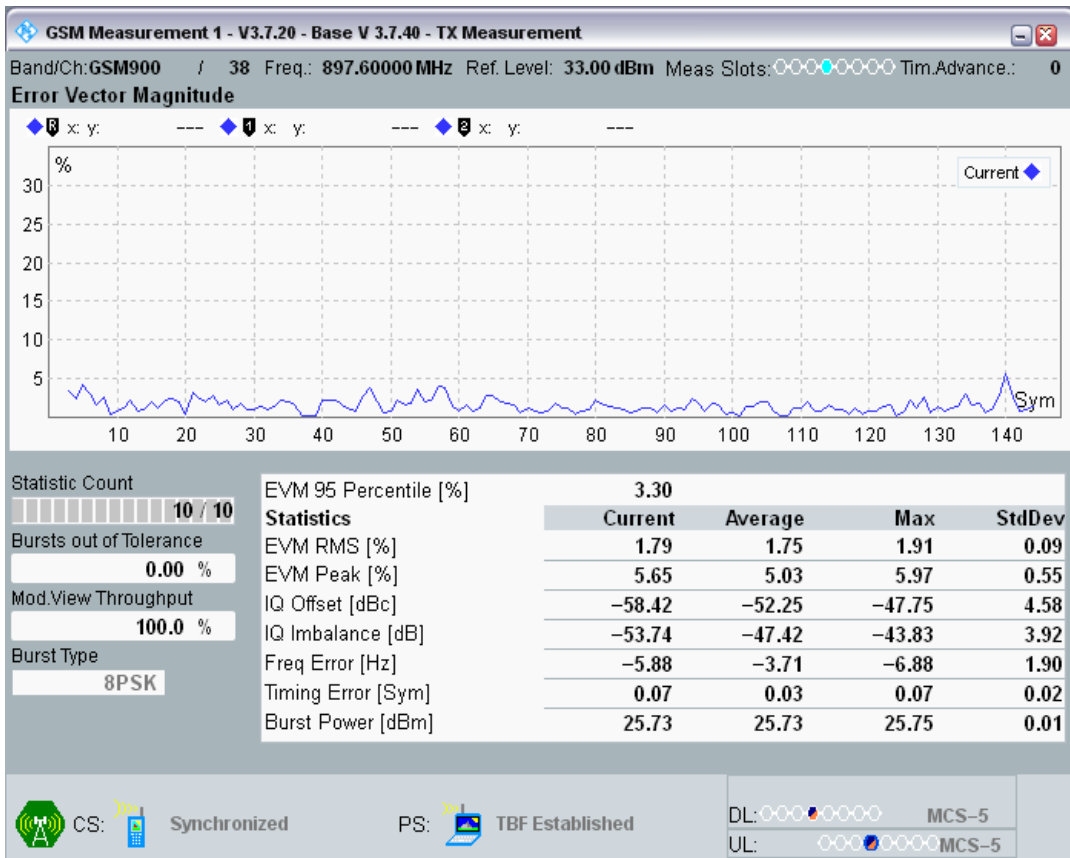 GSM Measurement 1 - V3.7.20 - Base V 3.7.40 - TX Measurement
Band/Ch:GSM900 / 38 Freq.: 897.60000 MHz Ref. Level: 33.00 dBm Meas Slots: Tim.Advance.: 0
Error Vector Magnitude
R x: y: --- 1 x: y: --- 2 x: y: ---
%
Current
30
25
20
15
10
5
Sym
10 20 30 40 50 60 70 80 90 100 110 120 130 140
Statistic Count
10 / 10
Bursts out of Tolerance
0.00 %
Mod.View Throughput
100.0 %
Burst Type
8PSK
EVM 95 Percentile [%] 3.30
Statistics Current Average Max StdDev
EVM RMS [%] 1.79 1.75 1.91 0.09
EVM Peak [%] 5.65 5.03 5.97 0.55
IQ Offset [dBc] −58.42 −52.25 −47.75 4.58
IQ Imbalance [dB] −53.74 −47.42 −43.83 3.92
Freq Error [Hz] −5.88 −3.71 −6.88 1.90
Timing Error [Sym] 0.07 0.03 0.07 0.02
Burst Power [dBm] 25.73 25.73 25.75 0.01
CS: Synchronized PS: TBF Established
DL: MCS−5
UL: MCS−5